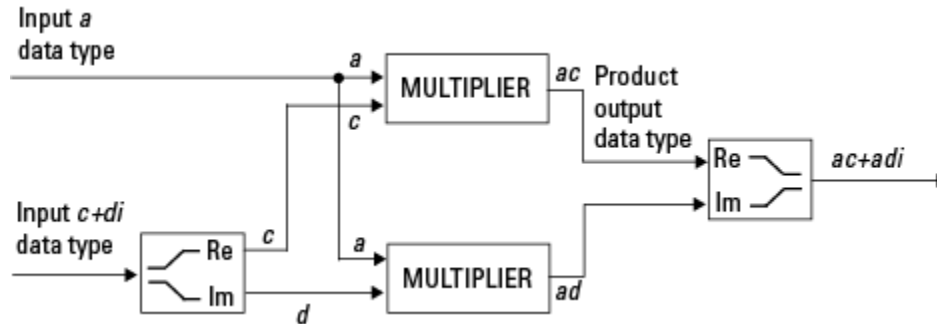 Input a
data type
a
MULTIPLIER
c
ac
Product
output
data type
Re
Im
ac+adi
Input c+di
data type
Re
Im
c
d
a
MULTIPLIER
ad